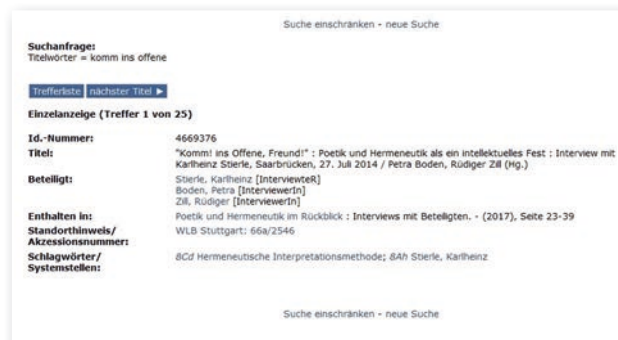 Suche einschränken - neue Suche
Suchanfrage:
Titelwörter = komm ins offene
Trefferliste nächster Titel ►
Einzelanzeige (Treffer 1 von 25)
Id.-Nummer: 4669376
Titel: "Komm! ins Offene, Freund!" : Poetik und Hermeneutik als ein intellektuelles Fest : Interview mit
Karlheinz Stierle, Saarbrücken, 27. Juli 2014 / Petra Boden, Rüdiger Zill (Hg.)
Beteiligt: Stierle, Karlheinz [InterviewteR]
Boden, Petra [InterviewerIn]
Zill, Rüdiger [InterviewerIn]
Enthalten in: Poetik und Hermeneutik im Rückblick : Interviews mit Beteiligten. - (2017), Seite 23-39
Standorthinweis/ WLB Stuttgart: 66a/2546
Akzessionsnummer:
Schlagwörter/ 8Cd Hermeneutische Interpretationsmethode; 8Ah Stierle, Karlheinz
Systemstellen:
Suche einschränken - neue Suche